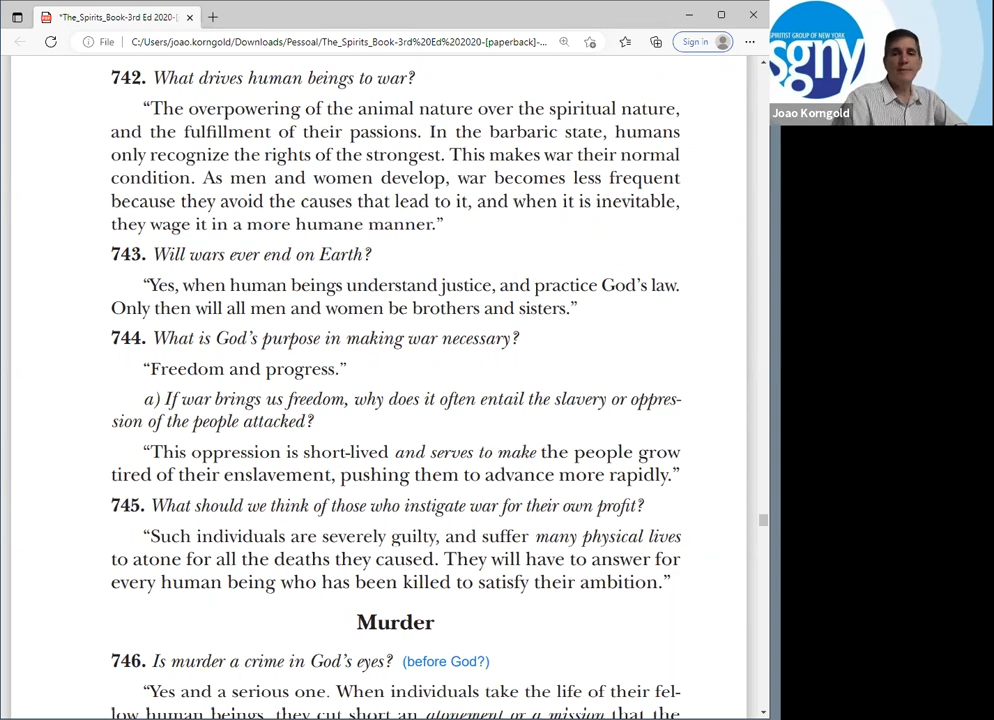 *The_Spirits_Book-3rd Ed 2020-[
File
C:/Users/joao.korngold/Downloads/Pessoal/The_Spirits_Book-3rd%20Ed%202020-[paperback]-...
Sign in
SPIRITIST GROUP OF NEW YORK
sgny
Joao Korngold
742. What drives human beings to war?
“The overpowering of the animal nature over the spiritual nature,
and the fulfillment of their passions. In the barbaric state, humans
only recognize the rights of the strongest. This makes war their normal
condition. As men and women develop, war becomes less frequent
because they avoid the causes that lead to it, and when it is inevitable,
they wage it in a more humane manner.”
743. Will wars ever end on Earth?
“Yes, when human beings understand justice, and practice God’s law.
Only then will all men and women be brothers and sisters.”
744. What is God’s purpose in making war necessary?
“Freedom and progress.”
a) If war brings us freedom, why does it often entail the slavery or oppres-
sion of the people attacked?
“This oppression is short-lived and serves to make the people grow
tired of their enslavement, pushing them to advance more rapidly.”
745. What should we think of those who instigate war for their own profit?
“Such individuals are severely guilty, and suffer many physical lives
to atone for all the deaths they caused. They will have to answer for
every human being who has been killed to satisfy their ambition.”
Murder
746. Is murder a crime in God’s eyes? (before God?)
“Yes and a serious one. When individuals take the life of their fel-
low human beings, they cut short an atonement or a mission that the